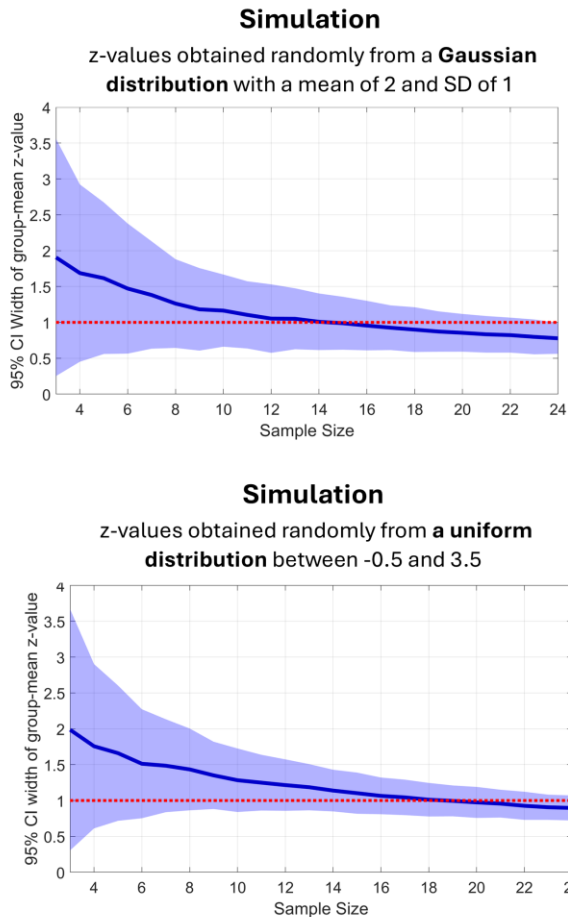 Simulation
z-values obtained randomly from a Gaussian
distribution with a mean of 2 and SD of 1
95% CI Width of group-mean z-value
4
3.5
3
2.5
2
1.5
1
0.5
0
4 6 8 10 12 14 16 18 20 22 24
Sample Size
Simulation
z-values obtained randomly from a uniform
distribution between -0.5 and 3.5
95% CI width of group-mean z-value
4
3.5
3
2.5
2
1.5
1
0.5
0
4 6 8 10 12 14 16 18 20 22 2
Sample Size